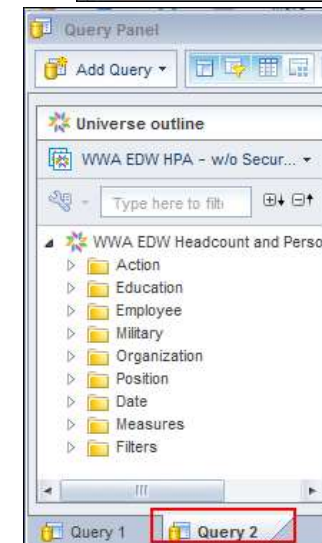 Query Panel
Add Query
Universe outline
WWA EDW HPA - w/o Secur...
Type here to filt
WWA EDW Headcount and Perso
Action
Education
Employee
Military
Organization
Position
Date
Measures
Filters
Query 1 Query 2